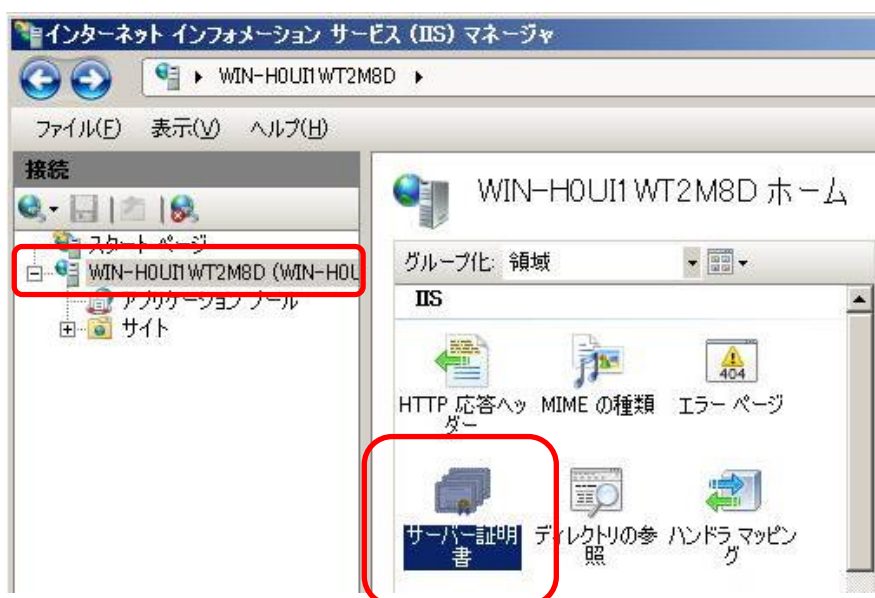 インターネット インフォメーション サービス (IIS) マネージャ
WIN-H0UI1WT2M8D
ファイル(F) 表示(V) ヘルプ(H)
接続
スタート ページ
WIN-H0UI1WT2M8D (WIN-H0U
アプリケーション プール
サイト
WIN-H0UI1WT2M8D ホーム
グループ化: 領域
IIS
HTTP 応答ヘッ
ダー
MIME の種類
404
エラー ページ
サーバー証明
書
ディレクトリの参
照
ハンドラ マッピン
グ